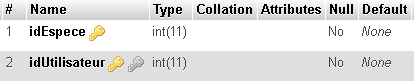 # Name Type Collation Attributes Null Default
1 idEspece int(11) No None
2 idUtilisateur int(11) No None